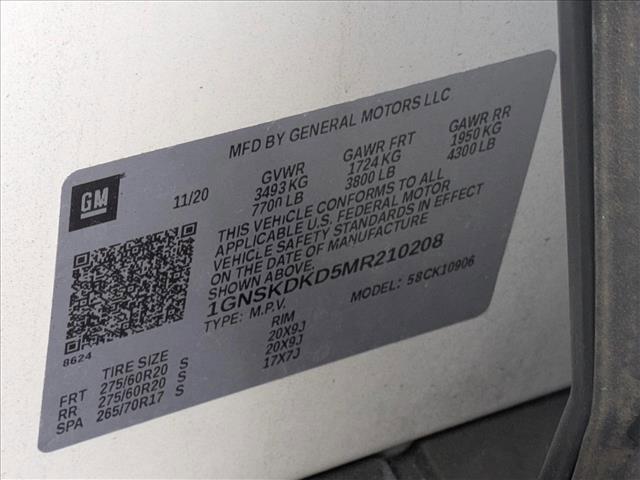 MFD BY GENERAL MOTORS LLC
GM
11/20
GVWR GAWR FRT GAWR RR
3493 KG 1724 KG 1950 KG
7700 LB 3800 LB 4300 LB
THIS VEHICLE CONFORMS TO ALL
APPLICABLE U.S. FEDERAL MOTOR
VEHICLE SAFETY STANDARDS IN EFFECT
ON THE DATE OF MANUFACTURE
SHOWN ABOVE.
1GNSKDKD5MR210208
TYPE: M.P.V. MODEL: 58CK10906
8624
TIRE SIZE RIM
FRT 275/60R20 S 20X9J
RR 275/60R20 S 20X9J
SPA 265/70R17 S 17X7J